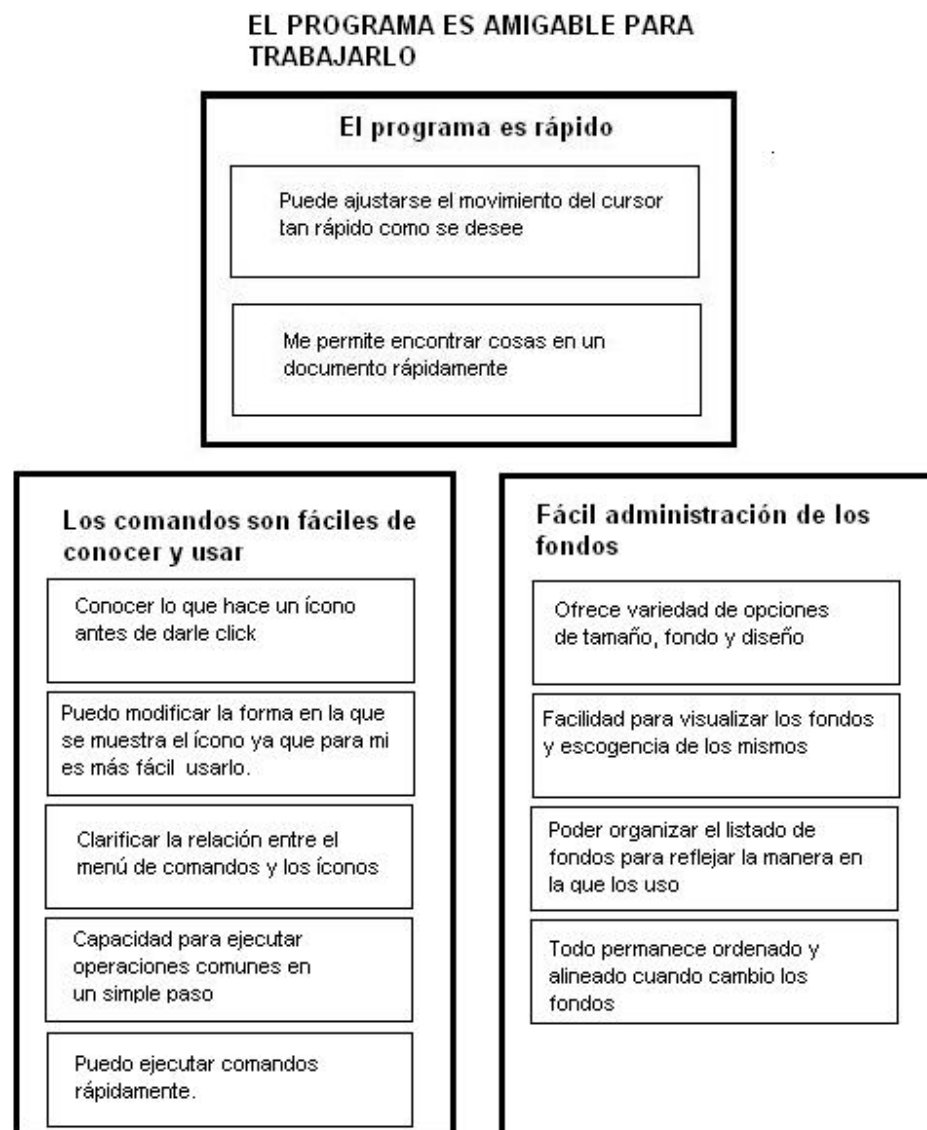 EL PROGRAMA ES AMIGABLE PARA
TRABAJARLO
El programa es rápido
Puede ajustarse el movimiento del cursor
tan rápido como se desee
Me permite encontrar cosas en un
documento rápidamente
Los comandos son fáciles de
conocer y usar
Conocer lo que hace un ícono
antes de darle click
Puedo modificar la forma en la que
se muestra el ícono ya que para mi
es más fácil usarlo.
Clarificar la relación entre el
menú de comandos y los íconos
Capacidad para ejecutar
operaciones comunes en
un simple paso
Puedo ejecutar comandos
rápidamente.
Fácil administración de los
fondos
Ofrece variedad de opciones
de tamaño, fondo y diseño
Facilidad para visualizar los fondos
y escogencia de los mismos
Poder organizar el listado de
fondos para reflejar la manera en
la que los uso
Todo permanece ordenado y
alineado cuando cambio los
fondos